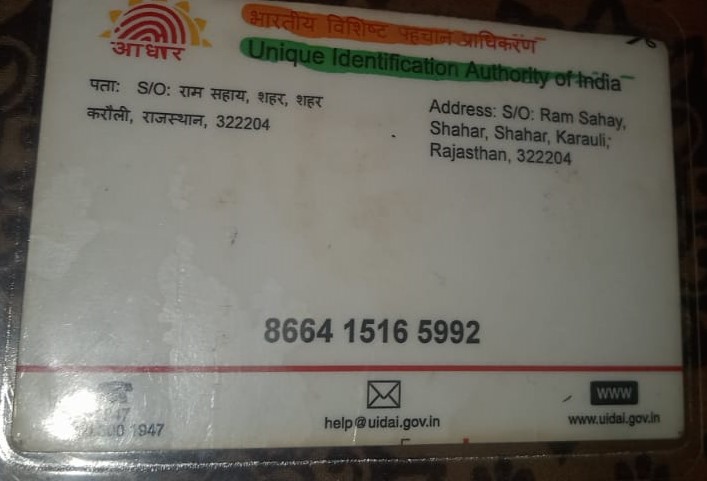 भारतीय विशिष्ट पहचान प्राधिकरण
आधार
Unique Identification Authority of India
पता: S/O: राम सहाय, शहर, शहर
करौली, राजस्थान, 322204
Address: S/O: Ram Sahay,
Shahar, Shahar, Karauli,
Rajasthan, 322204
8664 1516 5992
WWW
1947
help@uidai.gov.in
www.uidai.gov.in